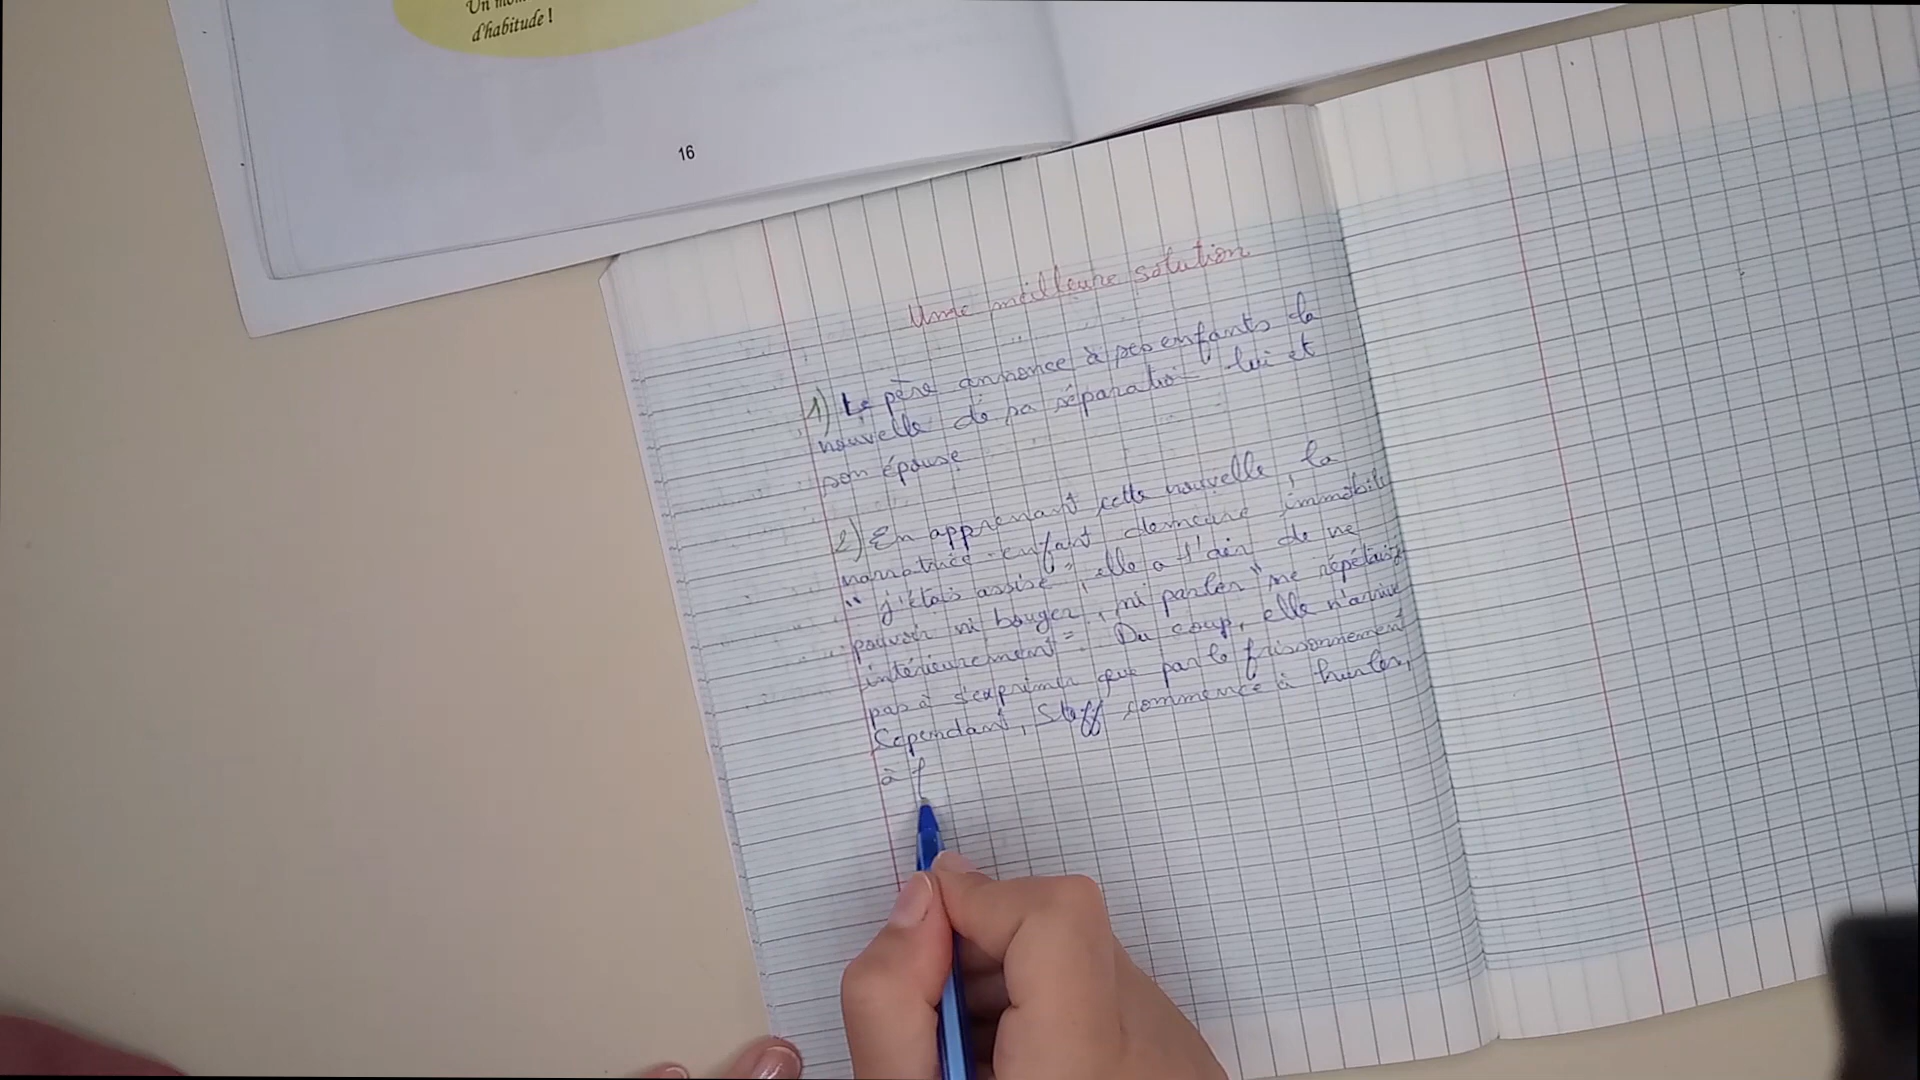 Un
d'habitude !
16
Une meilleure solution
1) Le père annonce à ses enfants la
nouvelle de sa séparation lui et
son épouse
2) En apprenant cette nouvelle, la
narratrice-enfant demeure immobile
" j'étais assise", elle a l'air de ne
pouvoir ni bouger, ni parler "me répétais-je
intérieurement". Du coup, elle n'arrive
pas à s'exprimer que par le frissonnement
Cependant, Steff commence à hurler,
à f